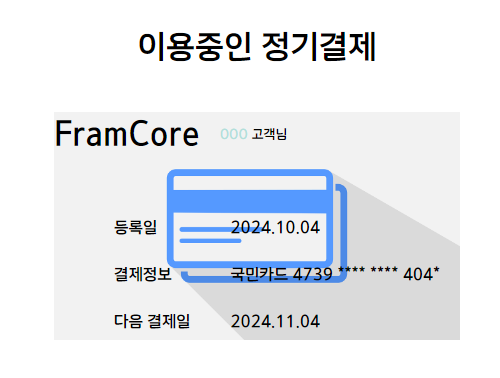 이용중인 정기결제
FramCore OOO 고객님
등록일 2024.10.04
결제정보 국민카드 4739 **** **** 404*
다음 결제일 2024.11.04